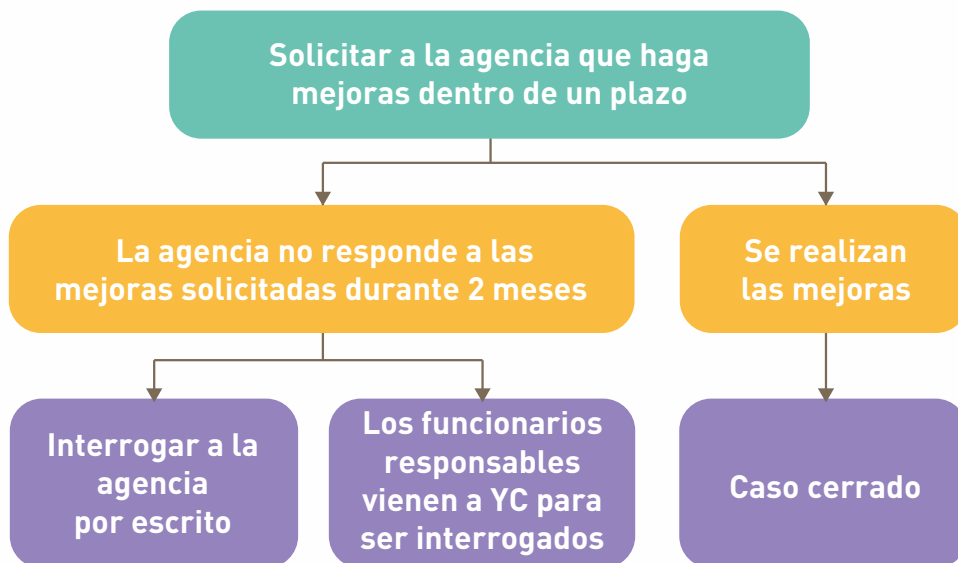 Solicitar a la agencia que haga
mejoras dentro de un plazo
La agencia no responde a las
mejoras solicitadas durante 2 meses
Se realizan
las mejoras
Interrogar a la
agencia
por escrito
Los funcionarios
responsables
vienen a YC para
ser interrogados
Caso cerrado